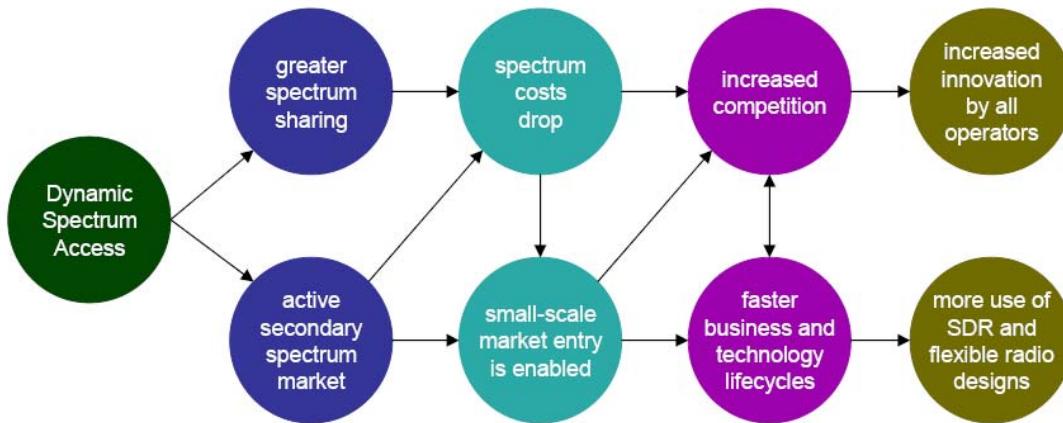 Dynamic
Spectrum
Access
greater
spectrum
sharing
active
secondary
spectrum
market
spectrum
costs
drop
small-scale
market entry
is enabled
increased
competition
faster
business and
technology
lifecycles
increased
innovation
by all
operators
more use of
SDR and
flexible radio
designs